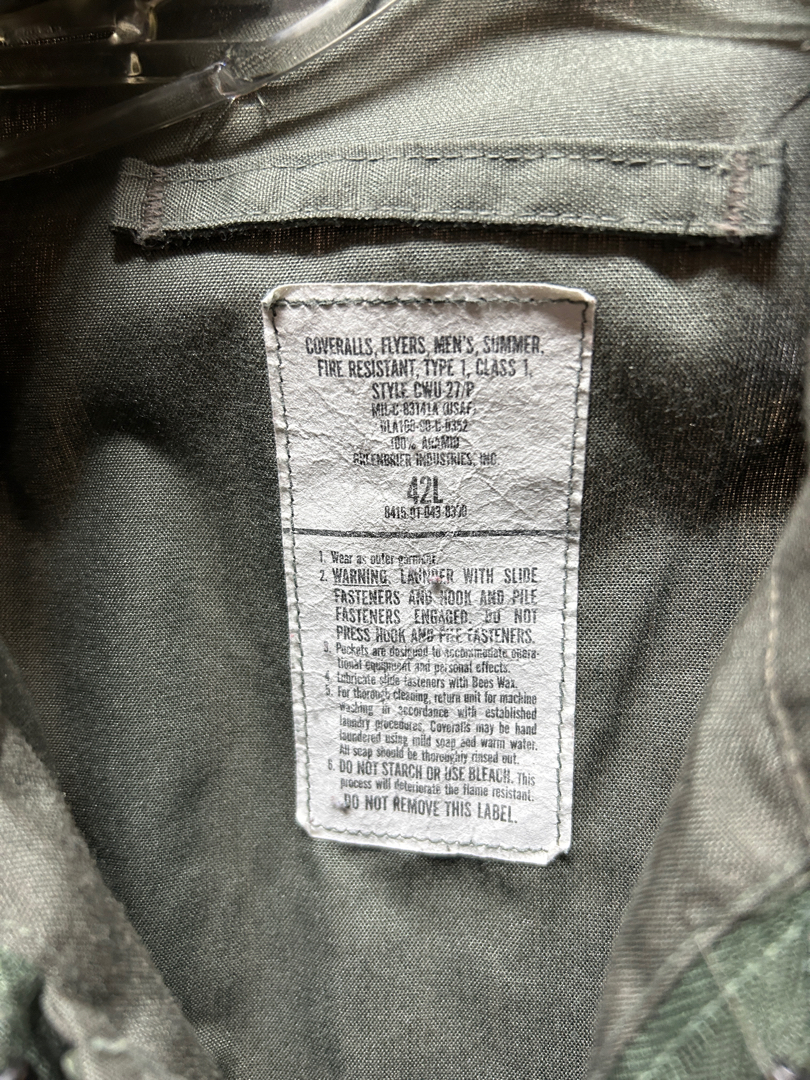 COVERALLS, FLYERS, MEN'S, SUMMER,
FIRE RESISTANT, TYPE 1, CLASS 1,
STYLE CWU-27/P
MIL-C-83141A (USAF)
100% ARAMID
GREENBRIER INDUSTRIES, INC.
42L
1. Wear as outer garment.
2. WARNING, LAUNDER WITH SLIDE
FASTENERS AND HOOK AND PILE
FASTENERS ENGAGED. DO NOT
PRESS HOOK AND PILE FASTENERS.
3. Pockets are designed to accommodate opera-
tional equipment and personal effects.
4. Lubricate slide fasteners with Bees Wax.
5. For thorough cleaning, return unit for machine
washing in accordance with established
laundry procedures. Coveralls may be hand
laundered using mild soap and warm water.
All soap should be thoroughly rinsed out.
6. DO NOT STARCH OR USE BLEACH. This
process will deteriorate the flame resistant.
DO NOT REMOVE THIS LABEL.